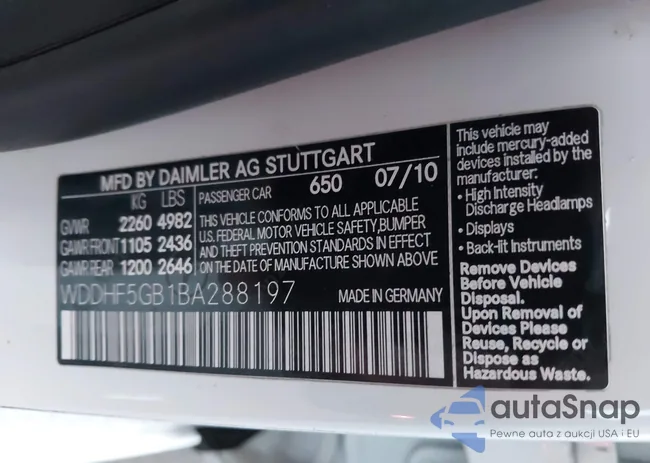 MFD BY DAIMLER AG STUTTGART
KG LBS
GVWR 2260 4982
GAWR FRONT 1105 2436
GAWR REAR 1200 2646
PASSENGER CAR 650 07/10
THIS VEHICLE CONFORMS TO ALL APPLICABLE
U.S. FEDERAL MOTOR VEHICLE SAFETY,BUMPER
AND THEFT PREVENTION STANDARDS IN EFFECT
ON THE DATE OF MANUFACTURE SHOWN ABOVE
WDDHF5GB1BA288197
MADE IN GERMANY
This vehicle may
include mercury-added
devices installed by the
manufacturer:
• High Intensity
Discharge Headlamps
• Displays
• Back-lit Instruments
Remove Devices
Before Vehicle
Disposal.
Upon Removal of
Devices Please
Reuse, Recycle or
Dispose as
Hazardous Waste.
autaSnap
Pewne auta z aukcji USA i EU